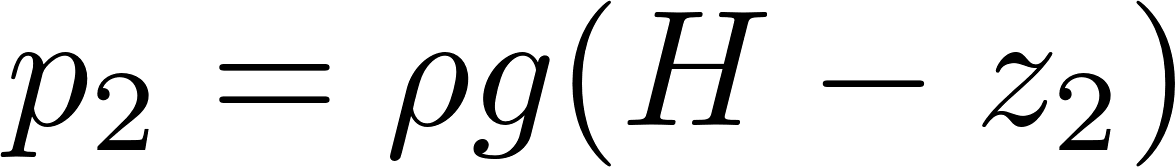 p₂ = ρg(H − z₂)